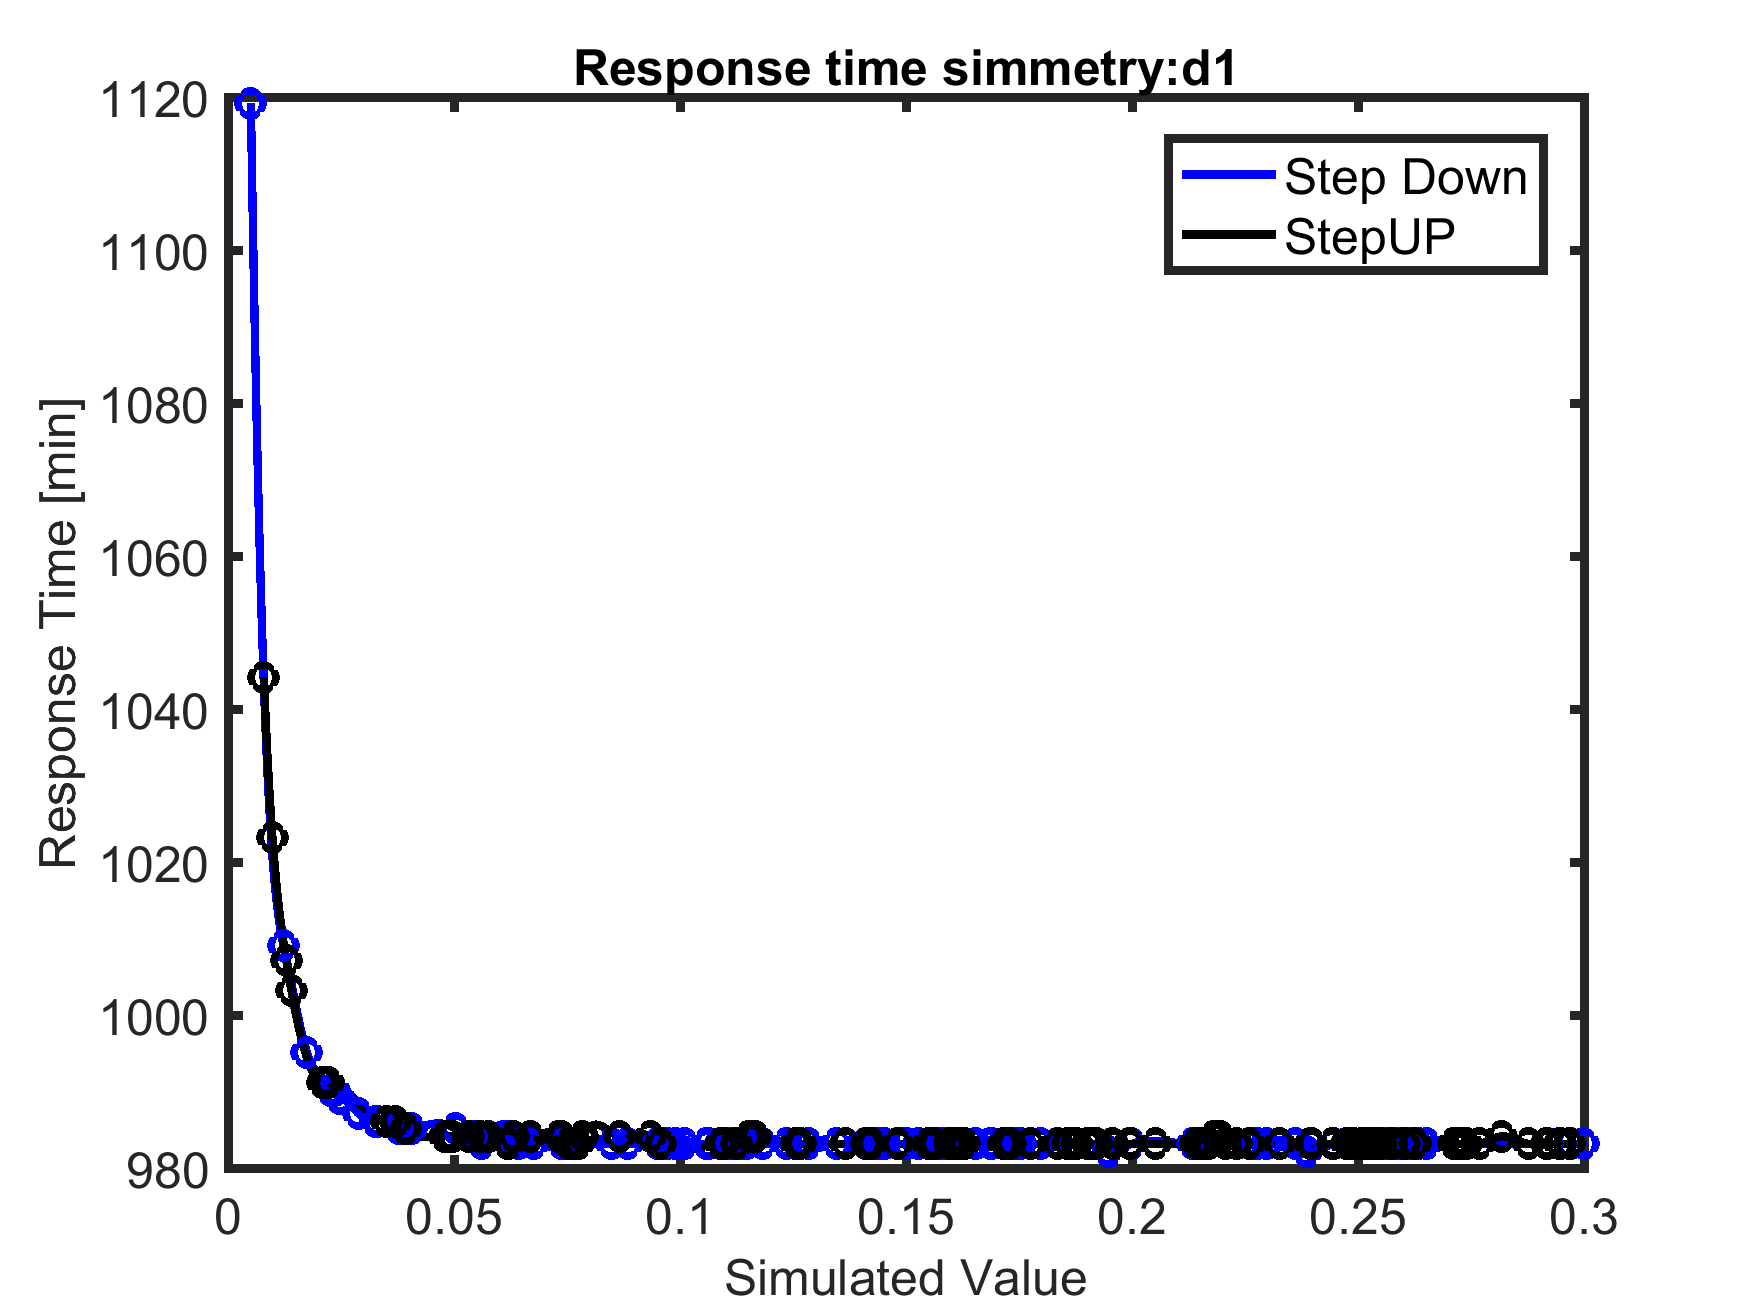 Response time simmetry:d1
1120
1100
1080
1060
1040
1020
1000
980
Response Time [min]
Step Down
StepUP
0 0.05 0.1 0.15 0.2 0.25 0.3
Simulated Value